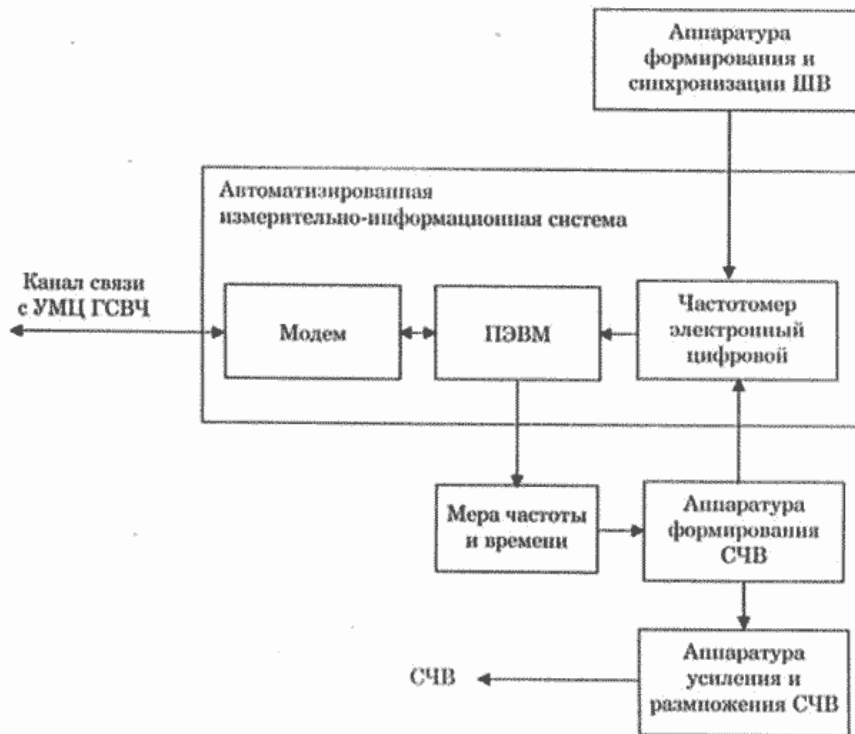 Аппаратура
формирования и
синхронизации ШВ
Автоматизированная
измерительно-информационная система
Канал связи
с УМЦ ГСВЧ
Модем
ПЭВМ
Частотомер
электронный
цифровой
Мера частоты
и времени
Аппаратура
формирования
СЧВ
СЧВ
Аппаратура
усиления и
размножения СЧВ